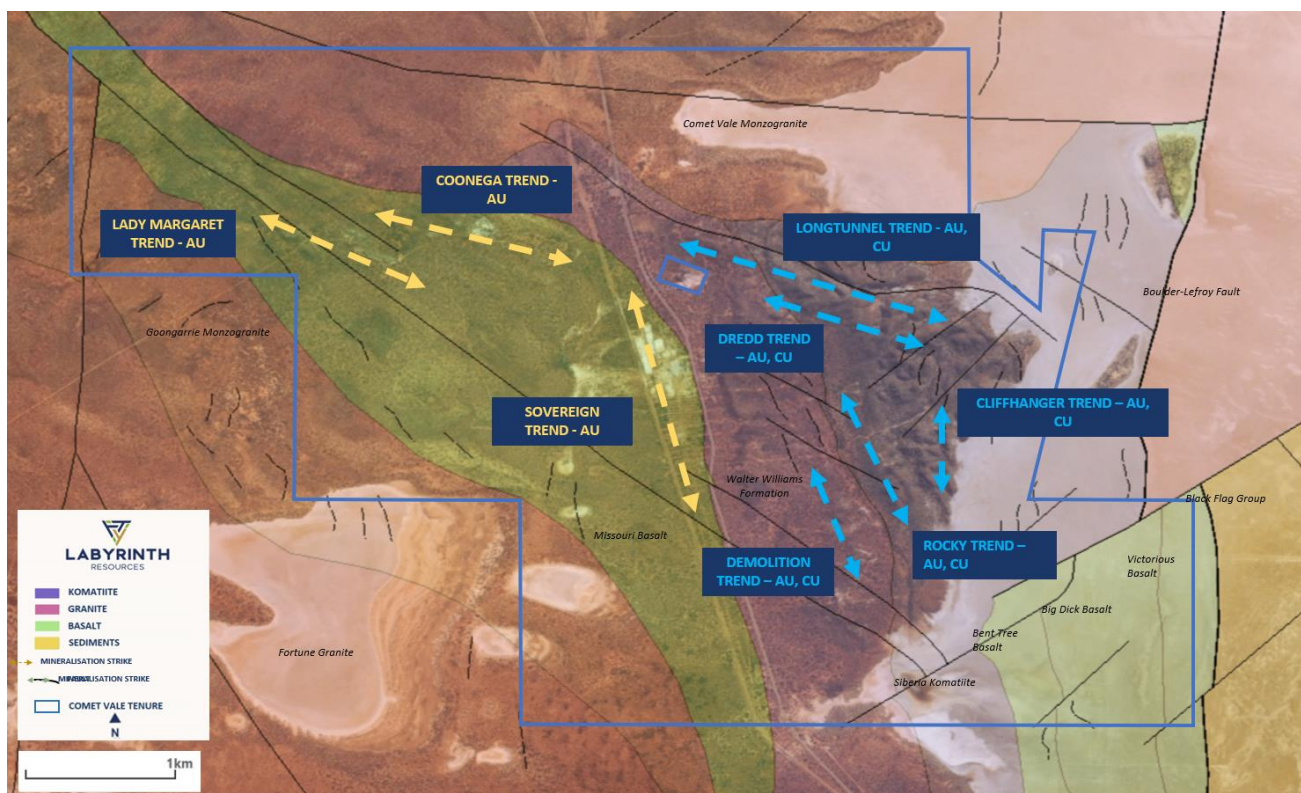 Comet Vale Monzogranite
COONEGA TREND -
AU
LADY MARGARET
TREND - AU
LONGTUNNEL TREND - AU,
CU
Boulder-Lefroy Fault
Goongarrie Monzogranite
DREDD TREND
– AU, CU
CLIFFHANGER TREND – AU,
CU
SOVEREIGN
TREND - AU
Walter Williams
Formation
Black Flag Group
Missouri Basalt
ROCKY TREND –
AU, CU
DEMOLITION
TREND – AU, CU
Victorious
Basalt
Big Dick Basalt
Bent Tree
Basalt
Siberia Komatiite
Fortune Granite
LABYRINTH
RESOURCES
KOMATIITE
GRANITE
BASALT
SEDIMENTS
MINERALISATION STRIKE
MINERALISATION STRIKE
COMET VALE TENURE
N
1km